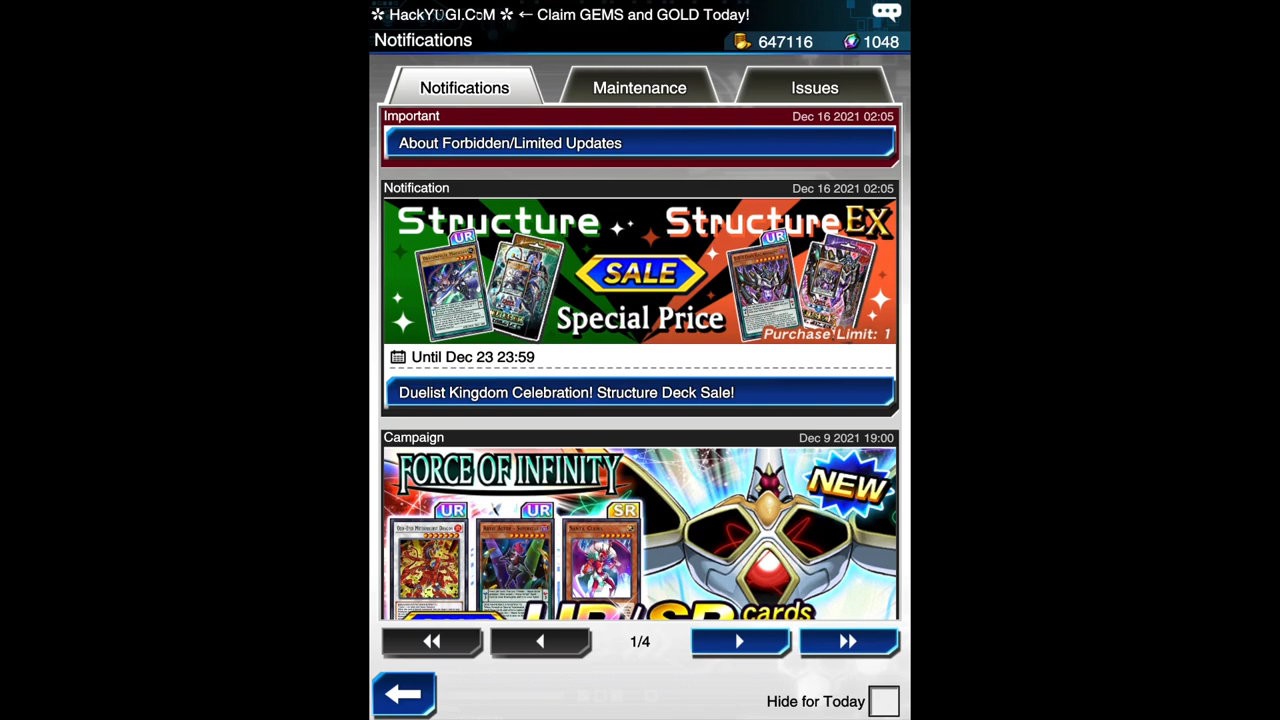 ✲ HackYUGI.CoM ✲ ← Claim GEMS and GOLD Today!
Notifications
647116
1048
Notifications
Maintenance
Issues
Important
Dec 16 2021 02:05
About Forbidden/Limited Updates
Notification
Dec 16 2021 02:05
Structure
Structure EX
UR
UR
SALE
Special Price
Purchase Limit: 1
Until Dec 23 23:59
Duelist Kingdom Celebration! Structure Deck Sale!
Campaign
Dec 9 2021 19:00
FORCE OF INFINITY
NEW
UR
UR
SR
UR/SR cards
1/4
Hide for Today